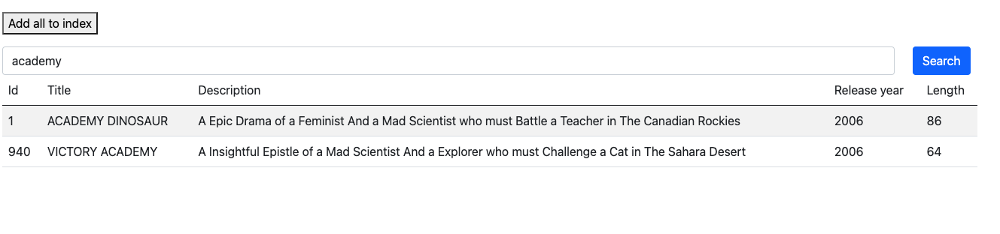 Add all to index
academy Search
Id Title Description Release year Length
1 ACADEMY DINOSAUR A Epic Drama of a Feminist And a Mad Scientist who must Battle a Teacher in The Canadian Rockies 2006 86
940 VICTORY ACADEMY A Insightful Epistle of a Mad Scientist And a Explorer who must Challenge a Cat in The Sahara Desert 2006 64